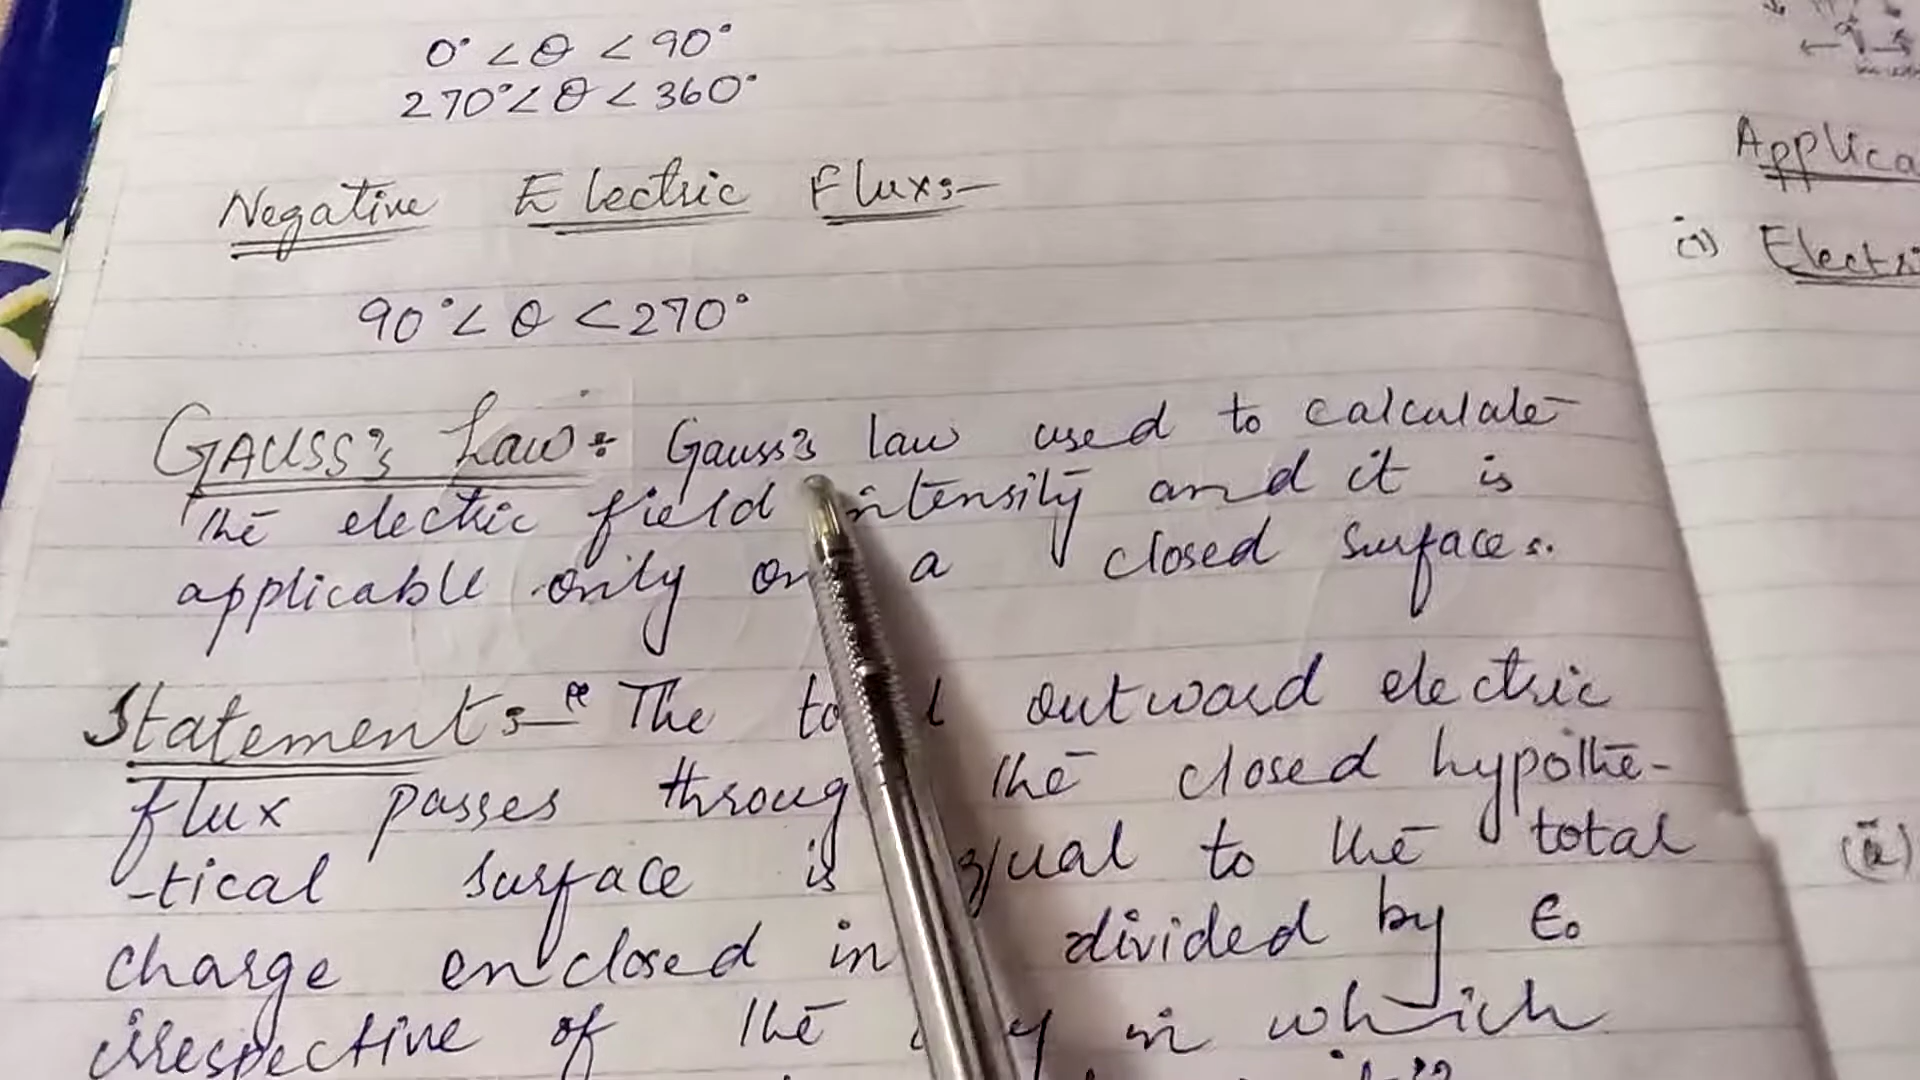 0° < θ < 90°
270° < θ < 360°
Negative Electric Flux:-
90° < θ < 270°
GAUSS's Law: Gauss's law used to calculate
the electric field intensity and it is
applicable only on a closed surface.
Statement:- "The outward electric
flux passes the closed hypothe-
-tical surface is equal to the total
charge enclosed in divided by ε₀
irrespective of the in which
Applica
(i) Electri
(ii)